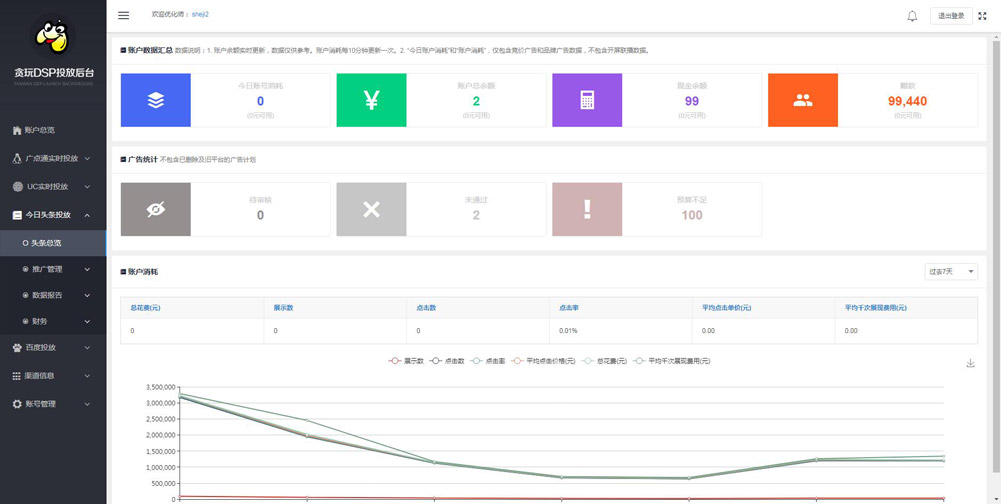 贪玩DSP投放后台
账户总览
广点通实时投放
UC实时投放
今日头条投放
头条总览
推广管理
数据报告
财务
百度投放
渠道信息
账号管理
欢迎优化师： sheji2
退出登录
账户数据汇总 数据说明：1. 账户余额实时更新，数据仅供参考。账户消耗每10分钟更新一次。2. “今日账户消耗”和“账户消耗”，仅包含竞价广告和品牌广告数据，不包含开屏联播数据。
今日账号消耗
0
(0元可用)
账户总余额
2
(0元可用)
现金余额
99
(0元可用)
赠款
99,440
(0元可用)
广告统计 不包含已删除及旧平台的广告计划
待审核
0
未通过
2
预算不足
100
账户消耗
过去7天
总花费(元) 展示数 点击数 点击率 平均点击单价(元) 平均千次展现费用(元)
0 0 0 0.01% 0.00 0.00
展示数 点击数 点击率 平均点击价格(元) 总花费(元) 平均千次展现费用(元)
3,500,000
3,000,000
2,500,000
2,000,000
1,500,000
1,000,000
500,000
0